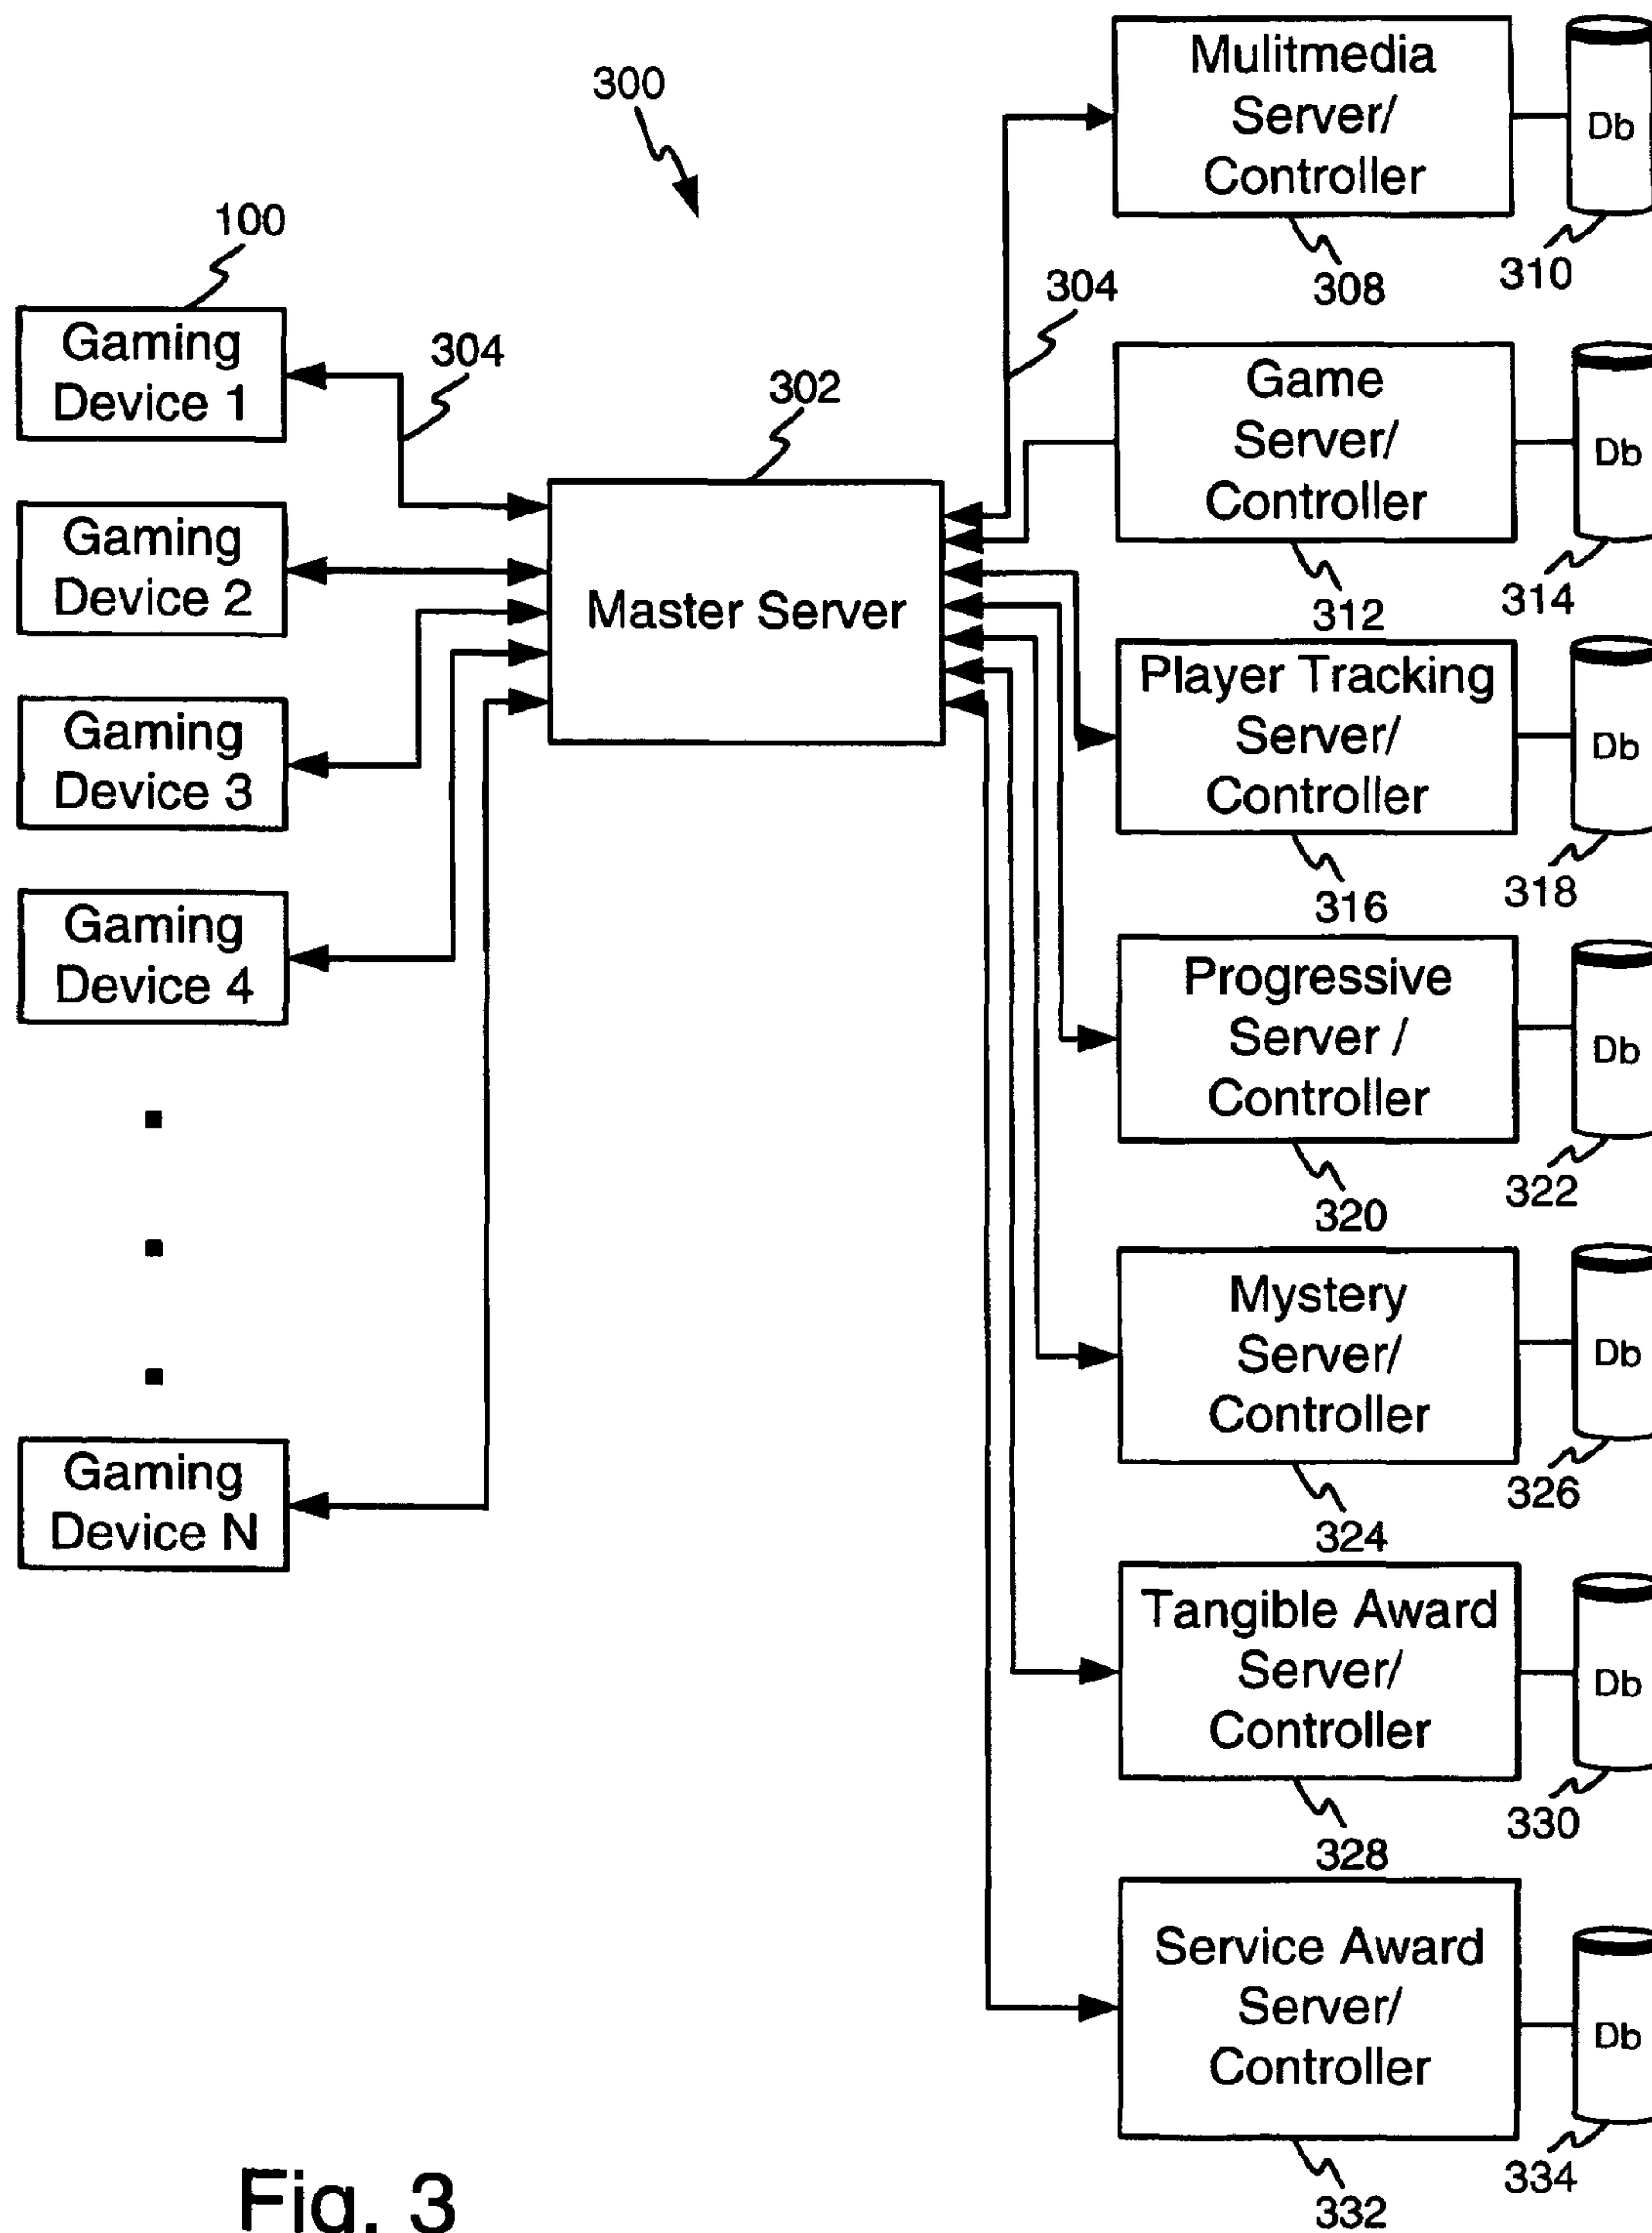 300
100
Gaming
Device 1
304
Gaming
Device 2
Gaming
Device 3
Gaming
Device 4
Gaming
Device N
302
Master Server
304
Mulitmedia
Server/
Controller
308
Db
310
Game
Server/
Controller
312
Db
314
Player Tracking
Server/
Controller
316
Db
318
Progressive
Server /
Controller
320
Db
322
Mystery
Server/
Controller
324
Db
326
Tangible Award
Server/
Controller
328
Db
330
Service Award
Server/
Controller
332
Db
334
Fig. 3